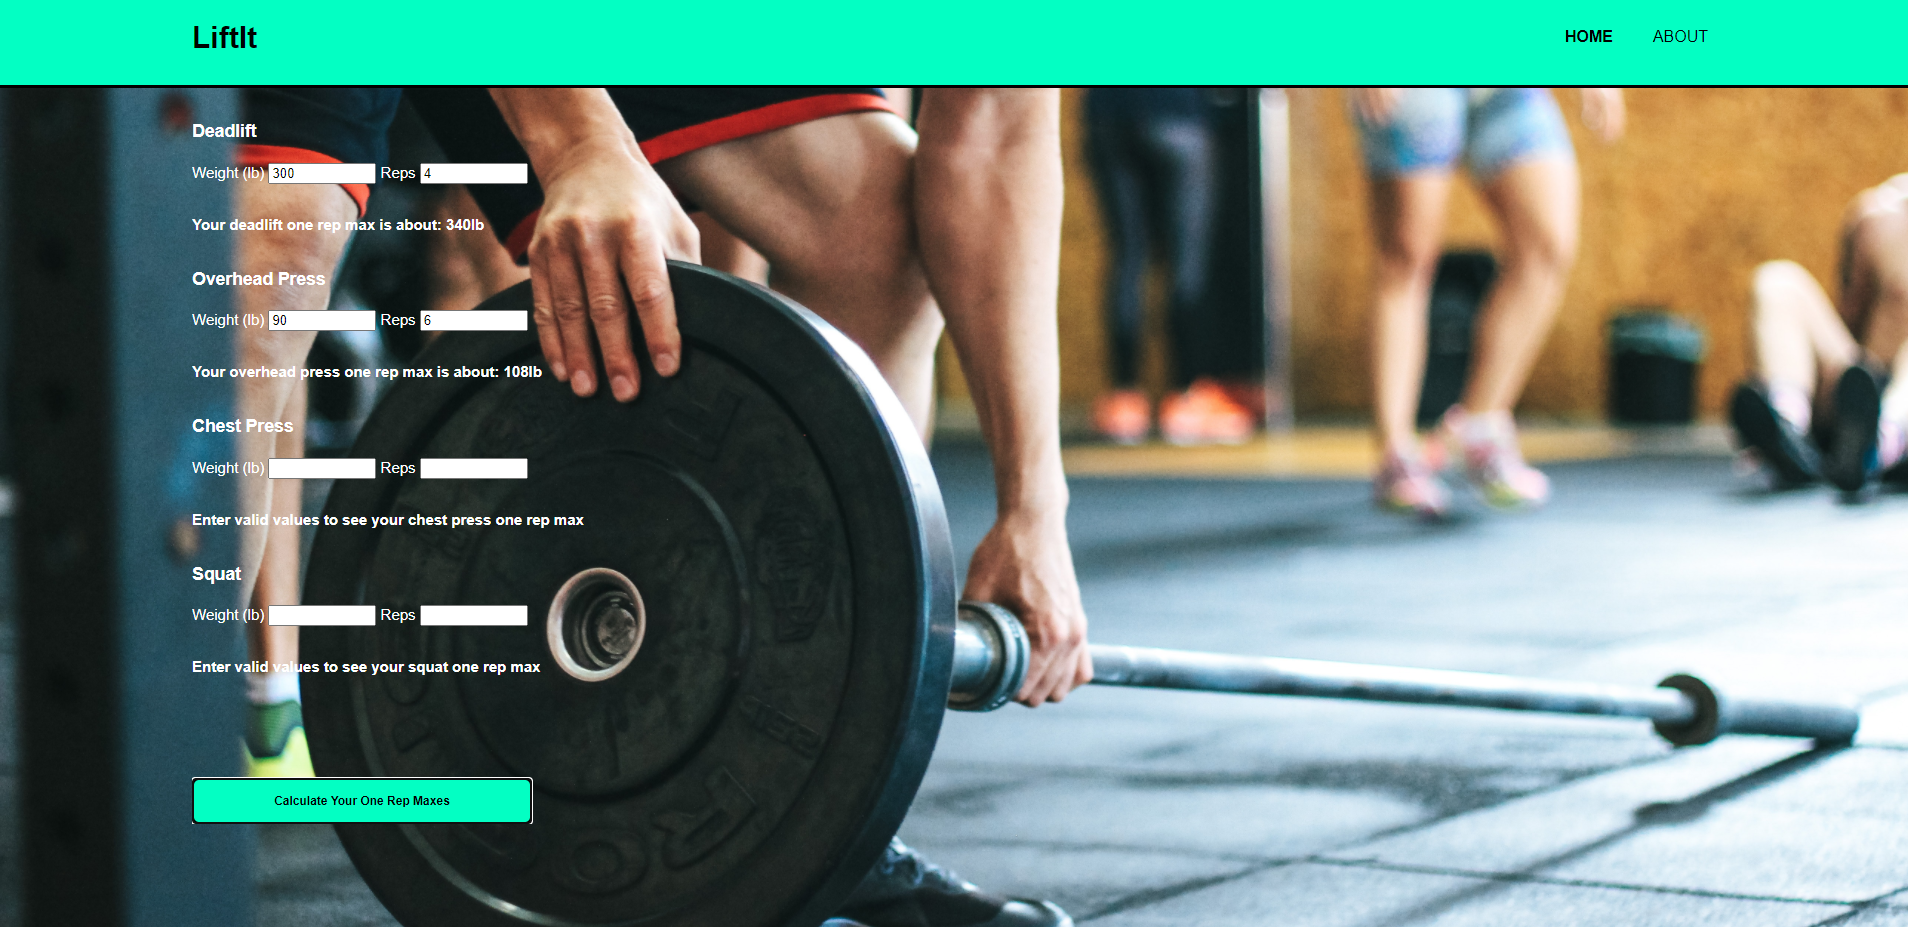 LiftIt
HOME ABOUT
Deadlift
Weight (lb) 300 Reps 4
Your deadlift one rep max is about: 340lb
Overhead Press
Weight (lb) 90 Reps 6
Your overhead press one rep max is about: 108lb
Chest Press
Weight (lb) Reps
Enter valid values to see your chest press one rep max
Squat
Weight (lb) Reps
Enter valid values to see your squat one rep max
Calculate Your One Rep Maxes